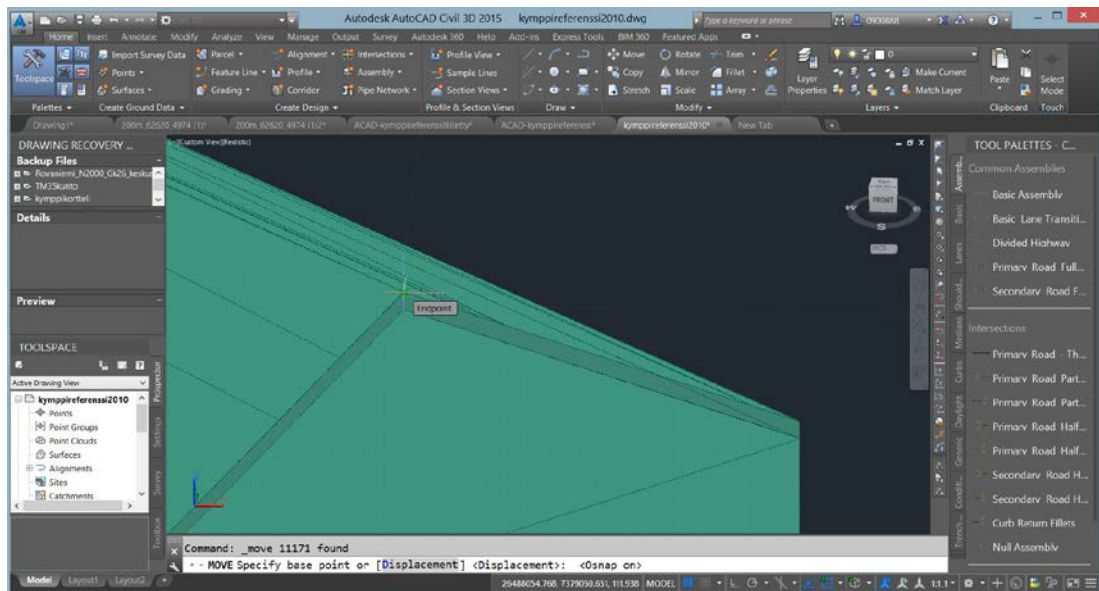 Autodesk AutoCAD Civil 3D 2015 kymppireferenssi2010.dwg
Type a keyword or phrase
0900888
Home Insert Annotate Modify Analyze View Manage Output Survey Autodesk 360 Help Add-ins Express Tools BIM 360 Featured Apps
Toolspace
Import Survey Data
Points
Surfaces
Parcel
Feature Line
Grading
Alignment
Profile
Corridor
Intersections
Assembly
Pipe Network
Profile View
Sample Lines
Section Views
Move
Copy
Stretch
Rotate
Mirror
Scale
Trim
Fillet
Array
Layer Properties
0
Make Current
Match Layer
Paste
Select Mode
Palettes Create Ground Data Create Design Profile & Section Views Draw Modify Layers Clipboard Touch
Drawing1* kymppireferenssi2010* New Tab
DRAWING RECOVERY ...
Backup Files
Rovaniemi_N2000_Gk26_kesku
TM35kunto
kymppikortteli
Details
Preview
TOOLSPACE
Active Drawing View
kymppireferenssi2010
Points
Point Groups
Point Clouds
Surfaces
Alignments
Sites
Catchments
Prospector
Settings
Survey
Toolbox
[-][Custom View][Realistic]
Endpoint
FRONT
S
WCS
Command: _move 11171 found
MOVE Specify base point or [Displacement] <Displacement>: <Osnap on>
TOOL PALETTES - C...
Common Assemblies
Basic Assembly
Basic Lane Transiti...
Divided Highway
Primary Road Full...
Secondary Road F...
Intersections
Primary Road - Th...
Primary Road Part...
Primary Road Part...
Primary Road Half...
Primary Road Half...
Secondary Road H...
Secondary Road H...
Curb Return Fillets
Null Assembly
Assemb...
Basic
Lanes
Should...
Medians
Curbs
Daylight
Generic
Conditi...
Trench ...
Model Layout1 Layout2
26488054.768, 7379050.651, 111.938 MODEL
1:1.1